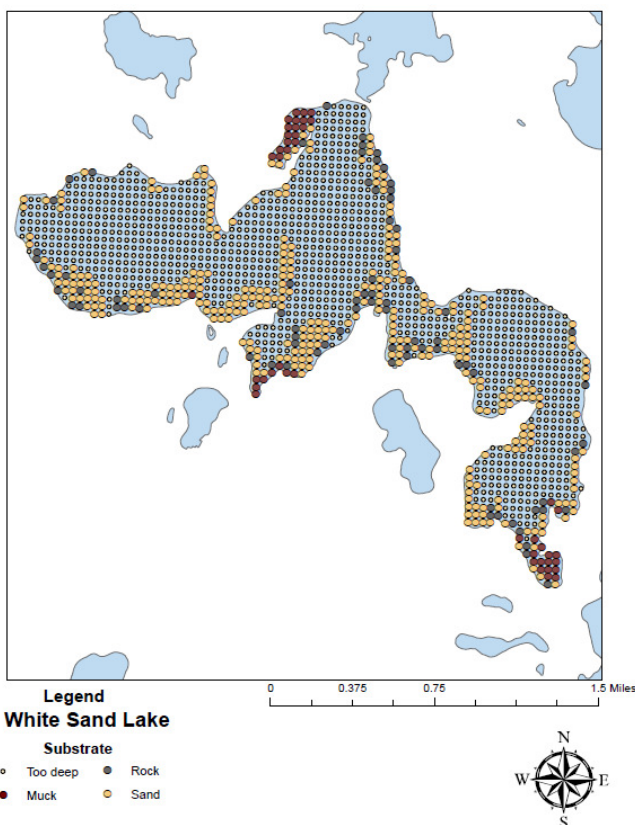 0 0.375 0.75 1.5 Miles
Legend
White Sand Lake
Substrate
Too deep Rock
Muck Sand
N
W E
S